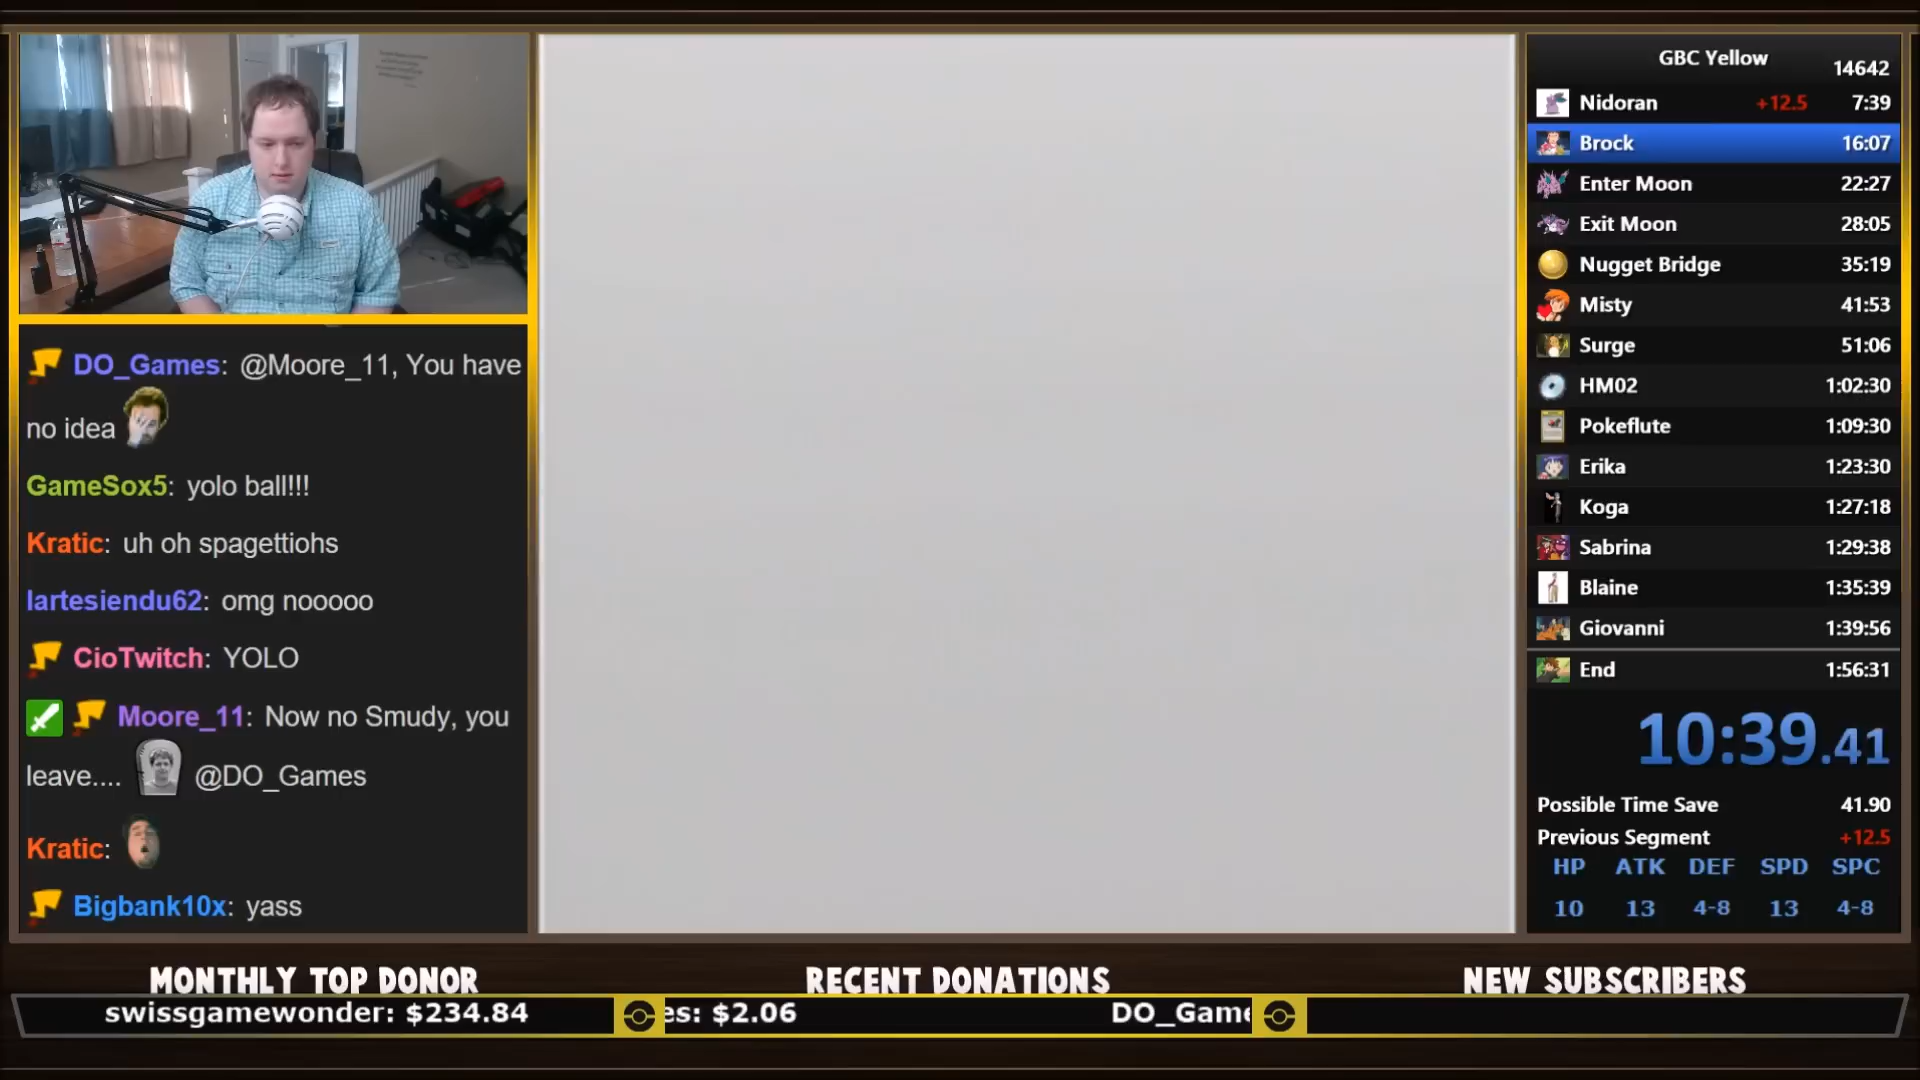 DO_Games: @Moore_11, You have
no idea
GameSox5: yolo ball!!!
Kratic: uh oh spagettiohs
lartesiendu62: omg nooooo
CioTwitch: YOLO
Moore_11: Now no Smudy, you
leave.... @DO_Games
Kratic:
Bigbank10x: yass
GBC Yellow 14642
Nidoran +12.5 7:39
Brock 16:07
Enter Moon 22:27
Exit Moon 28:05
Nugget Bridge 35:19
Misty 41:53
Surge 51:06
HM02 1:02:30
Pokeflute 1:09:30
Erika 1:23:30
Koga 1:27:18
Sabrina 1:29:38
Blaine 1:35:39
Giovanni 1:39:56
End 1:56:31
10:39.41
Possible Time Save 41.90
Previous Segment +12.5
HP ATK DEF SPD SPC
10 13 4-8 13 4-8
MONTHLY TOP DONOR
swissgamewonder: $234.84
RECENT DONATIONS
es: $2.06 DO_Game
NEW SUBSCRIBERS